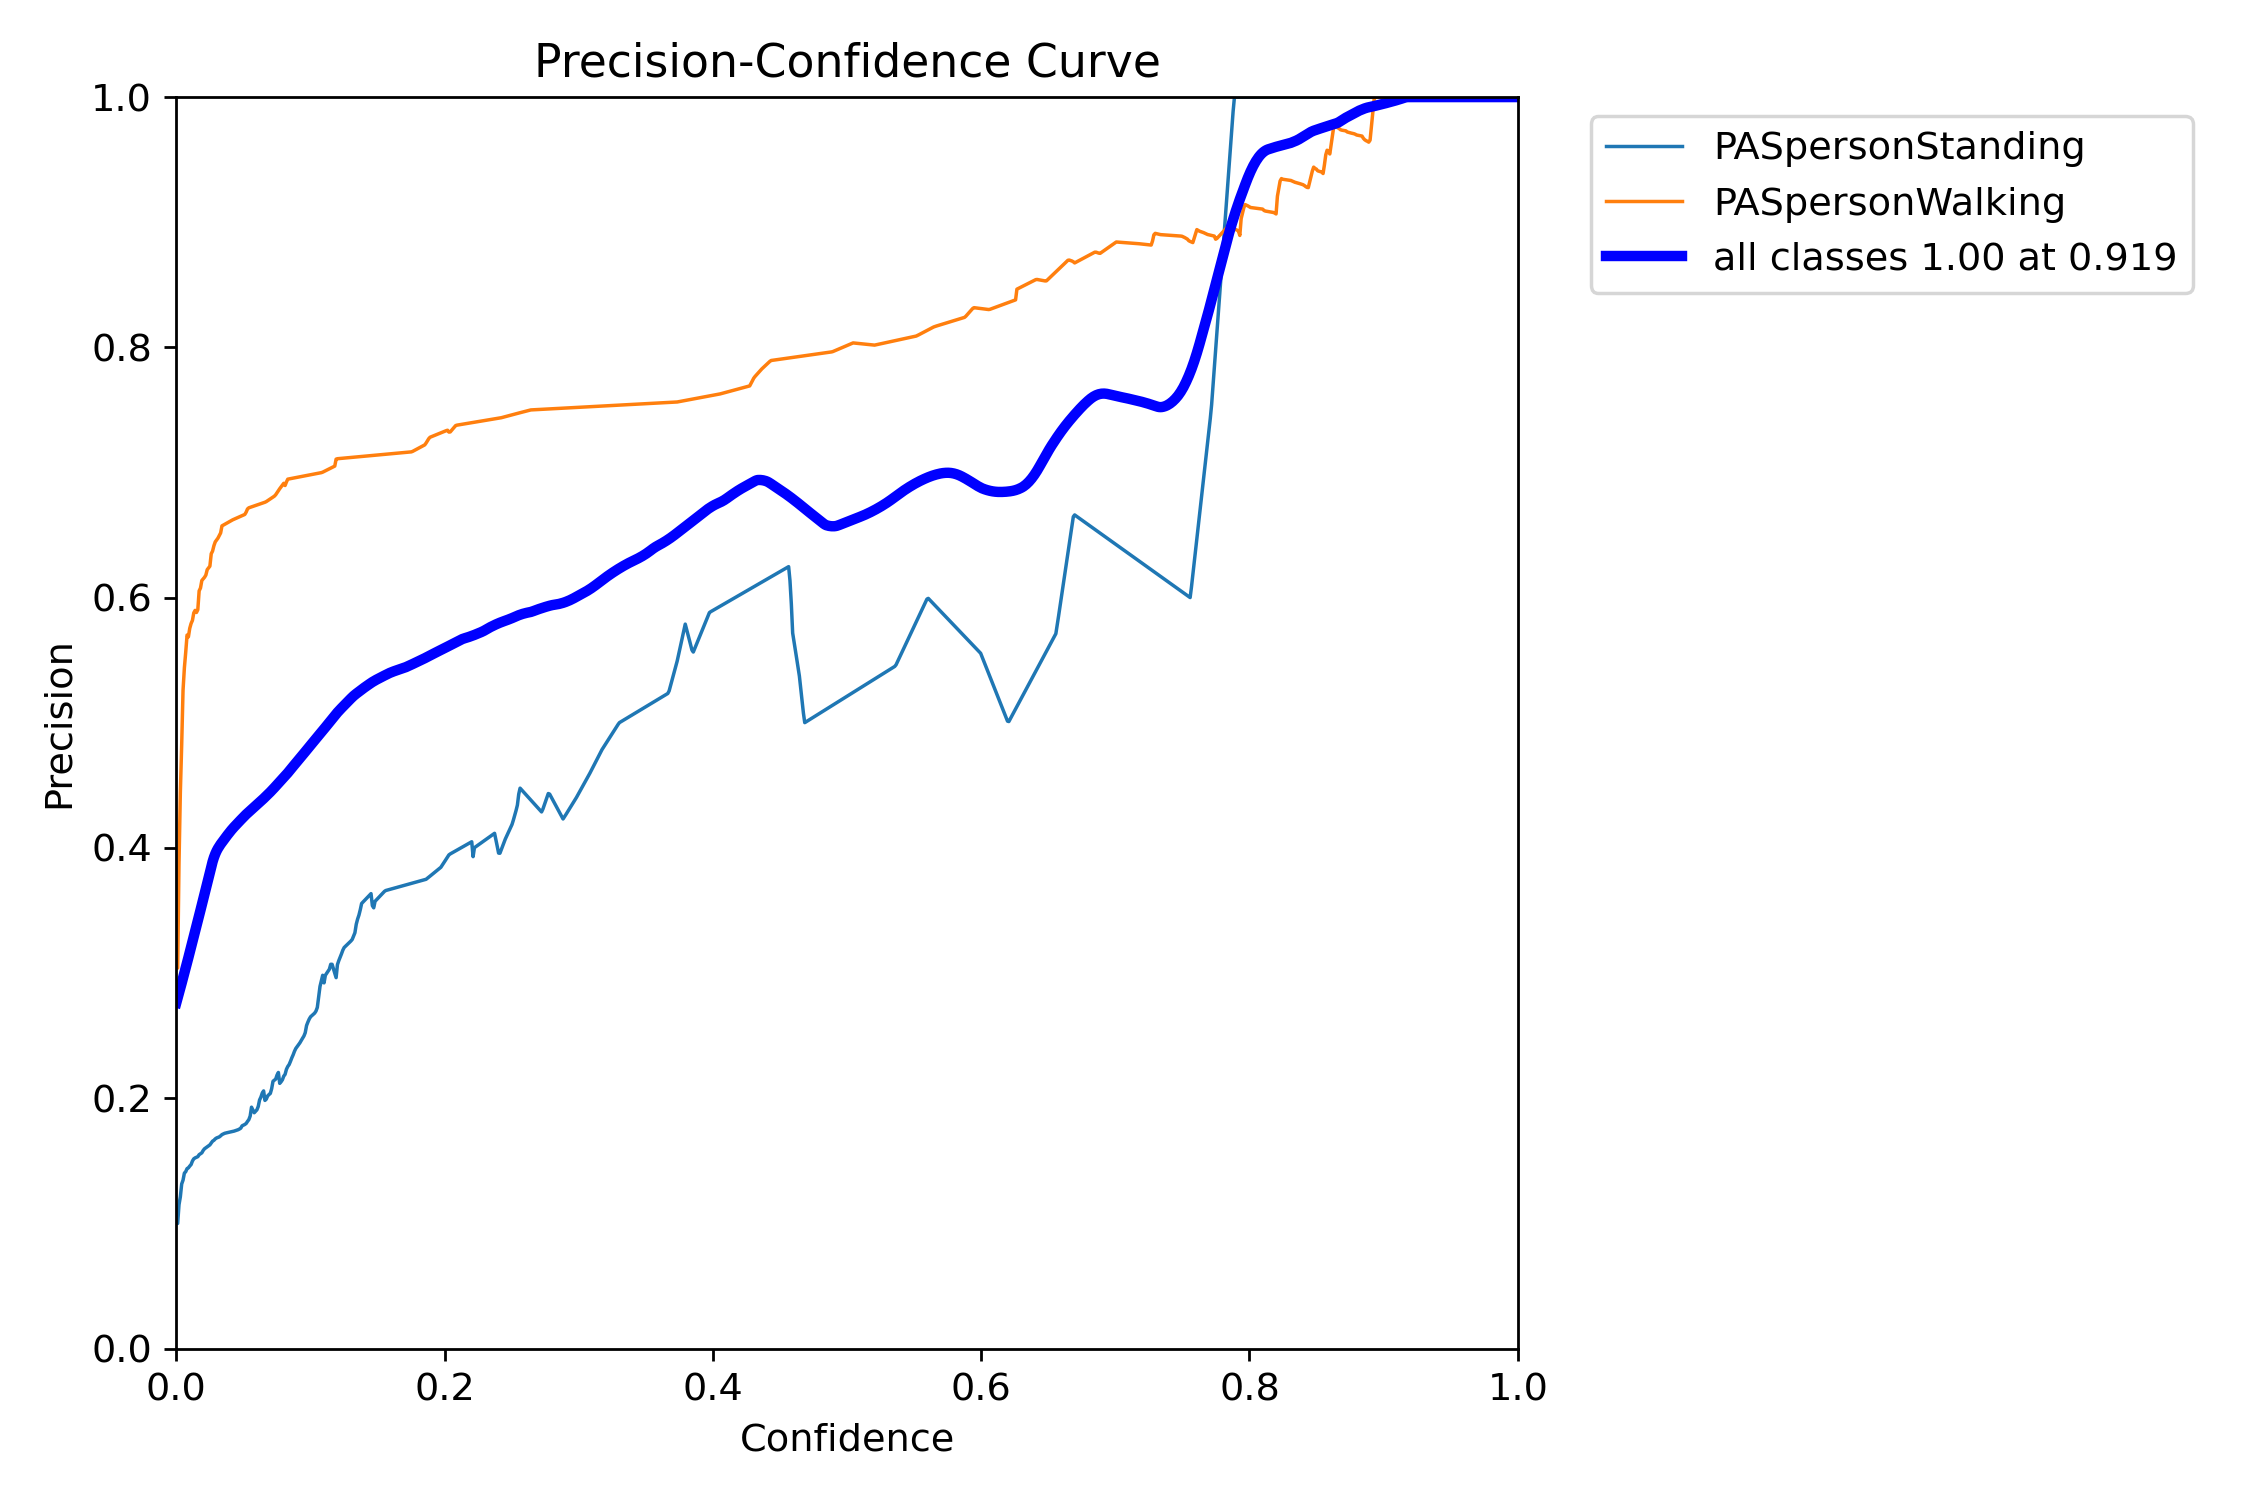 Precision-Confidence Curve
1.0
0.8
0.6
0.4
0.2
0.0
Precision
0.0 0.2 0.4 0.6 0.8 1.0
Confidence
PASpersonStanding
PASpersonWalking
all classes 1.00 at 0.919